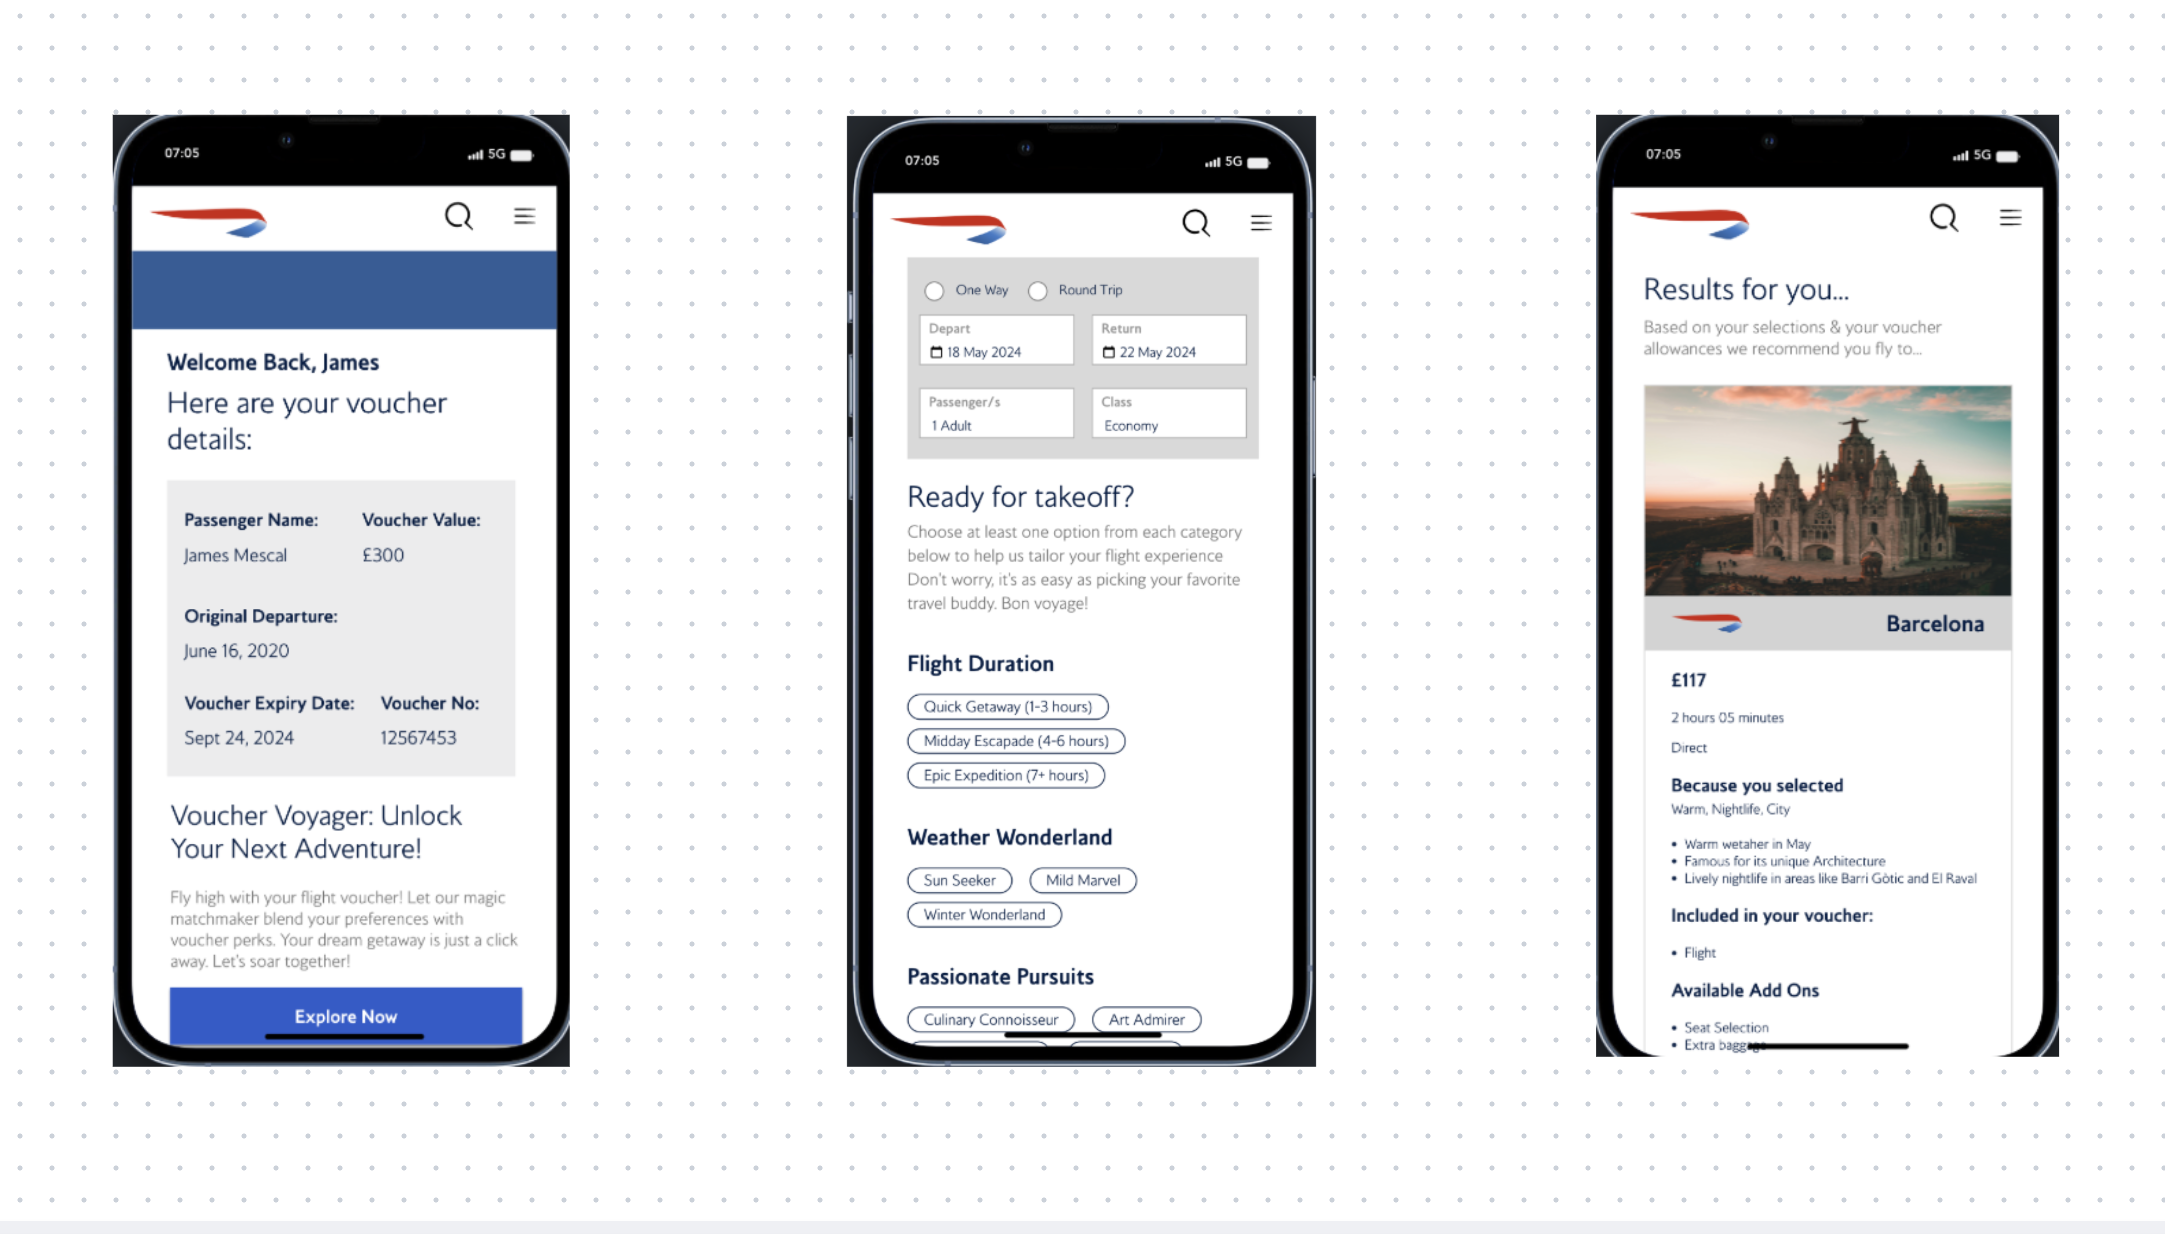 07:05
5G
Welcome Back, James
Here are your voucher
details:
Passenger Name: Voucher Value:
James Mescal £300
Original Departure:
June 16, 2020
Voucher Expiry Date: Voucher No:
Sept 24, 2024 12567453
Voucher Voyager: Unlock
Your Next Adventure!
Fly high with your flight voucher! Let our magic
matchmaker blend your preferences with
voucher perks. Your dream getaway is just a click
away. Let's soar together!
Explore Now
07:05
5G
One Way Round Trip
Depart Return
18 May 2024 22 May 2024
Passenger/s Class
1 Adult Economy
Ready for takeoff?
Choose at least one option from each category
below to help us tailor your flight experience
Don't worry, it's as easy as picking your favorite
travel buddy. Bon voyage!
Flight Duration
Quick Getaway (1-3 hours)
Midday Escapade (4-6 hours)
Epic Expedition (7+ hours)
Weather Wonderland
Sun Seeker Mild Marvel
Winter Wonderland
Passionate Pursuits
Culinary Connoisseur Art Admirer
07:05
5G
Results for you...
Based on your selections & your voucher
allowances we recommend you fly to...
Barcelona
£117
2 hours 05 minutes
Direct
Because you selected
Warm, Nightlife, City
• Warm wetaher in May
• Famous for its unique Architecture
• Lively nightlife in areas like Barri Gòtic and El Raval
Included in your voucher:
• Flight
Available Add Ons
• Seat Selection
• Extra baggage